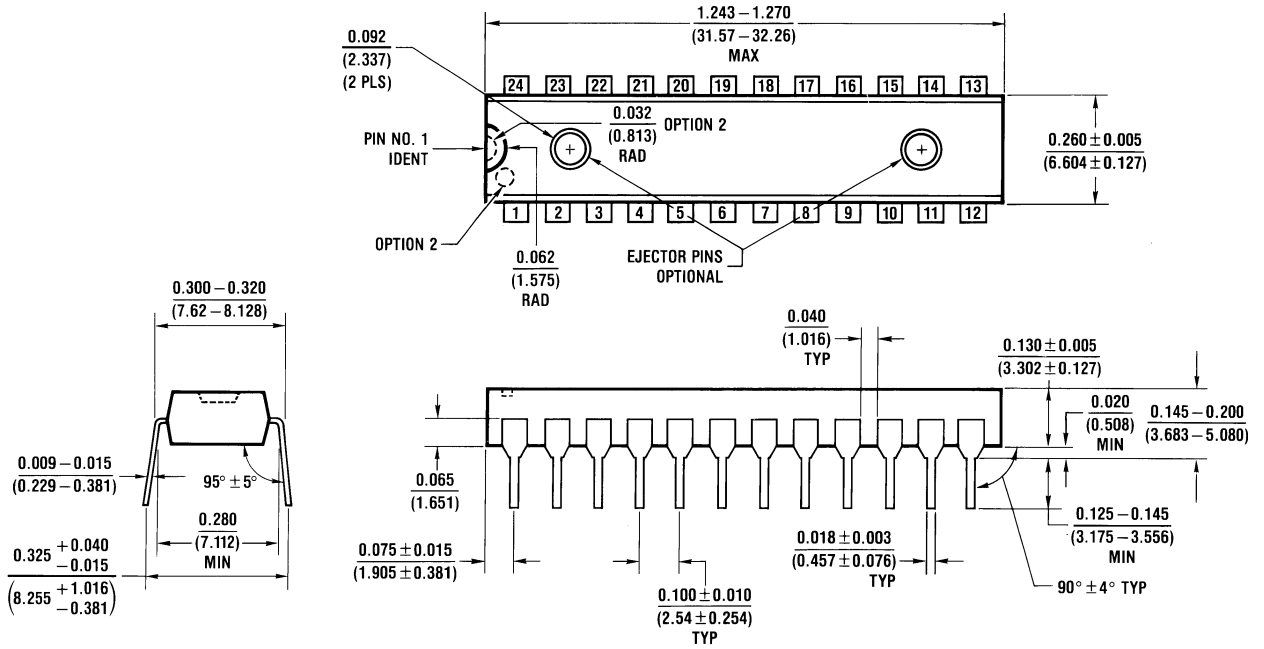 1.243–1.270
(31.57–32.26)
MAX
0.092
(2.337)
(2 PLS)
24 23 22 21 20 19 18 17 16 15 14 13
0.032
(0.813)
RAD
OPTION 2
PIN NO. 1
IDENT
0.260±0.005
(6.604±0.127)
1 2 3 4 5 6 7 8 9 10 11 12
OPTION 2
0.062
(1.575)
RAD
EJECTOR PINS
OPTIONAL
0.300–0.320
(7.62–8.128)
0.040
(1.016)
TYP
0.130±0.005
(3.302±0.127)
0.020
(0.508)
MIN
0.145–0.200
(3.683–5.080)
0.009–0.015
(0.229–0.381)
95°±5°
0.065
(1.651)
0.280
(7.112)
MIN
0.125–0.145
(3.175–3.556)
MIN
0.325 +0.040
–0.015
(8.255 +1.016
–0.381)
0.075±0.015
(1.905±0.381)
0.018±0.003
(0.457±0.076)
TYP
90°±4° TYP
0.100±0.010
(2.54±0.254)
TYP